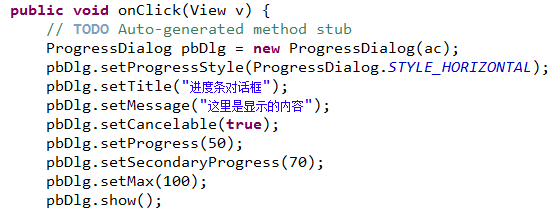 public void onClick(View v) {
// TODO Auto-generated method stub
ProgressDialog pbDlg = new ProgressDialog(ac);
pbDlg.setProgressStyle(ProgressDialog.STYLE_HORIZONTAL);
pbDlg.setTitle("进度条对话框");
pbDlg.setMessage("这里是显示的内容");
pbDlg.setCancelable(true);
pbDlg.setProgress(50);
pbDlg.setSecondaryProgress(70);
pbDlg.setMax(100);
pbDlg.show();